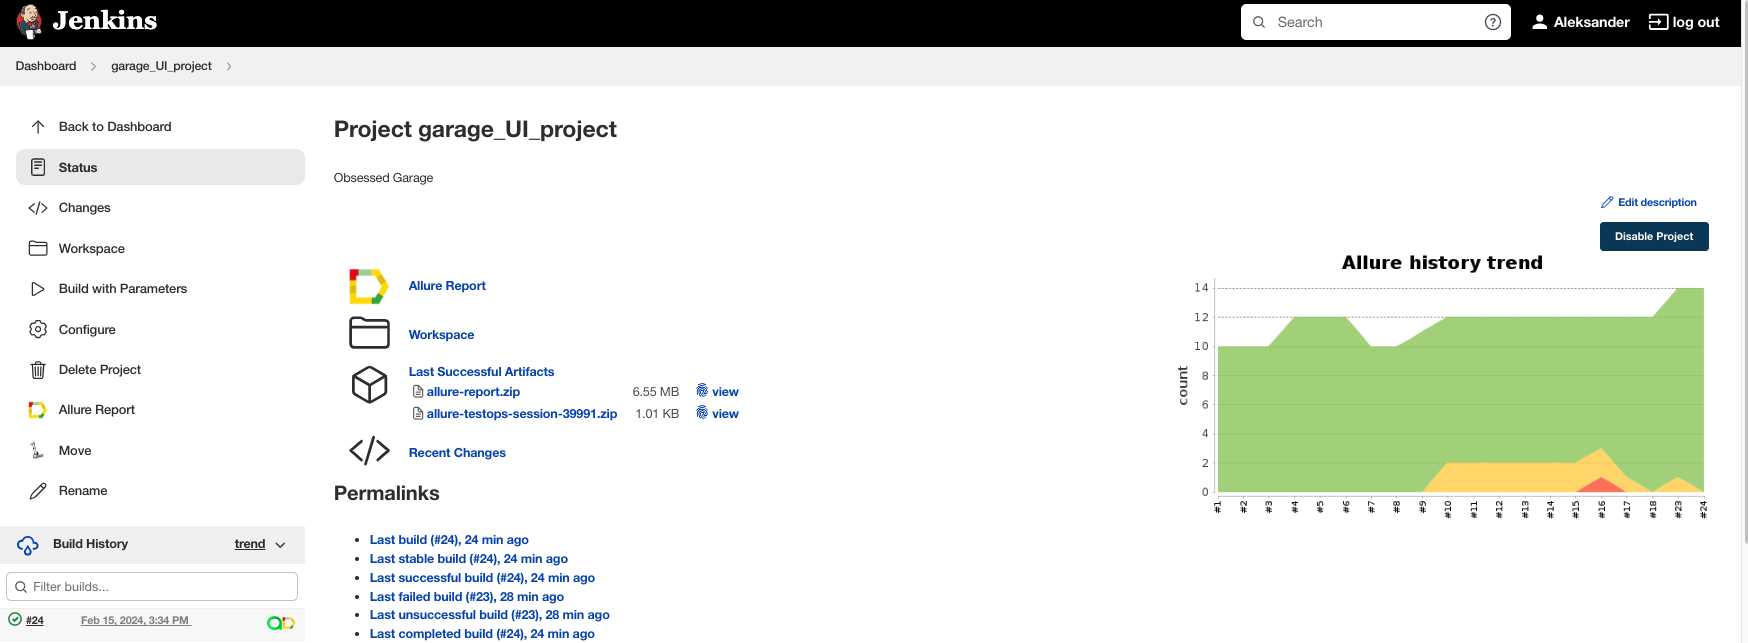 Jenkins
Search
Aleksander
log out
Dashboard
garage_UI_project
Back to Dashboard
Status
Changes
Workspace
Build with Parameters
Configure
Delete Project
Allure Report
Move
Rename
Build History
trend
Filter builds...
#24
Feb 15, 2024, 3:34 PM
Project garage_UI_project
Obsessed Garage
Edit description
Disable Project
Allure Report
Workspace
Last Successful Artifacts
allure-report.zip 6.55 MB view
allure-testops-session-39991.zip 1.01 KB view
Recent Changes
Permalinks
Last build (#24), 24 min ago
Last stable build (#24), 24 min ago
Last successful build (#24), 24 min ago
Last failed build (#23), 28 min ago
Last unsuccessful build (#23), 28 min ago
Last completed build (#24), 24 min ago
Allure history trend
count
14
12
10
8
6
4
2
0
#1 #2 #3 #4 #5 #6 #7 #8 #9 #10 #11 #12 #13 #14 #15 #16 #17 #18 #23 #24